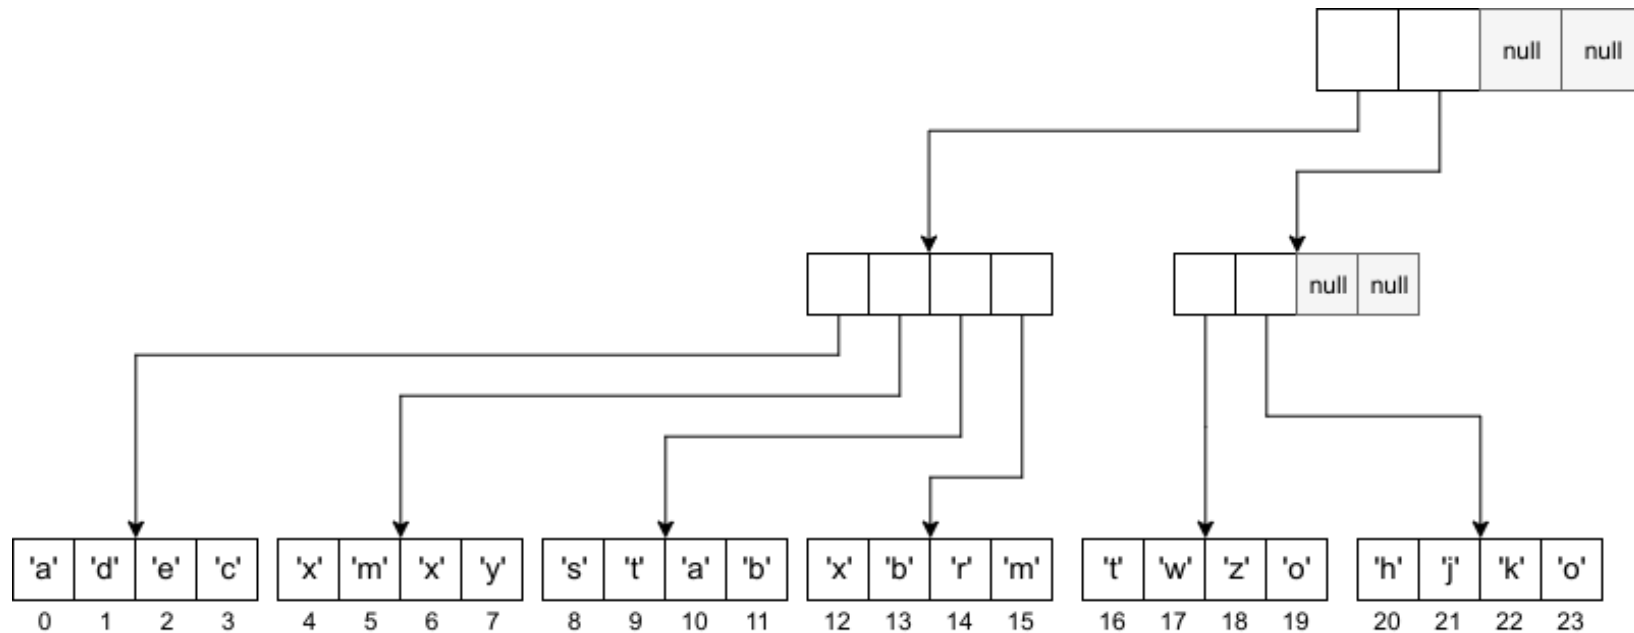 null null
null null
'a' 'd' 'e' 'c' 'x' 'm' 'x' 'y' 's' 't' 'a' 'b' 'x' 'b' 'r' 'm' 't' 'w' 'z' 'o' 'h' 'j' 'k' 'o'
0 1 2 3 4 5 6 7 8 9 10 11 12 13 14 15 16 17 18 19 20 21 22 23